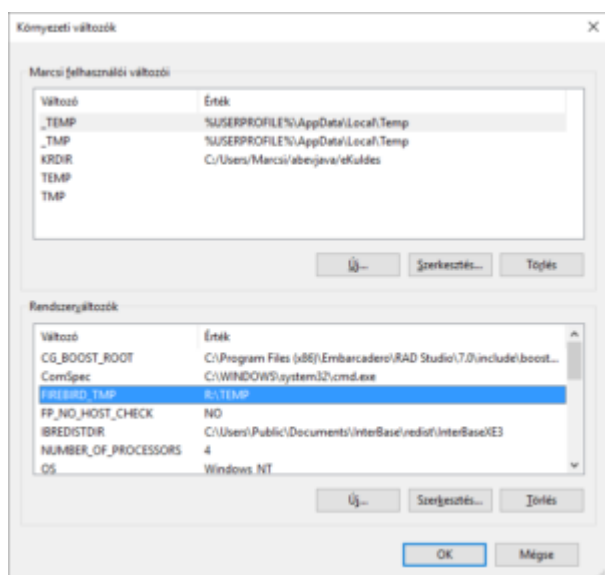 Környezeti változók
Marcsi felhasználói változói
Változó Érték
_TEMP %USERPROFILE%\AppData\Local\Temp
_TMP %USERPROFILE%\AppData\Local\Temp
KRDIR C:/Users/Marcsi/abevjava/eKuldes
TEMP
TMP
Új... Szerkesztés... Törlés
Rendszerváltozók
Változó Érték
CG_BOOST_ROOT C:\Program Files (x86)\Embarcadero\RAD Studio\7.0\include\boost...
ComSpec C:\WINDOWS\system32\cmd.exe
FIREBIRD_TMP R:\TEMP
FP_NO_HOST_CHECK NO
IBREDISTDIR C:\Users\Public\Documents\InterBase\redist\InterBaseXE3
NUMBER_OF_PROCESSORS 4
OS Windows_NT
Új... Szerkesztés... Törlés
OK Mégse